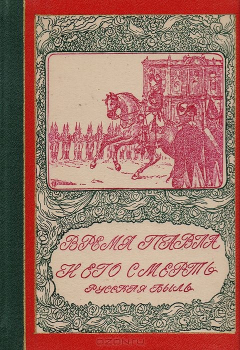 ВРЕМЯ ПАВЛА
И ЕГО СМЕРТЬ
РУССКАЯ БЫЛЬ